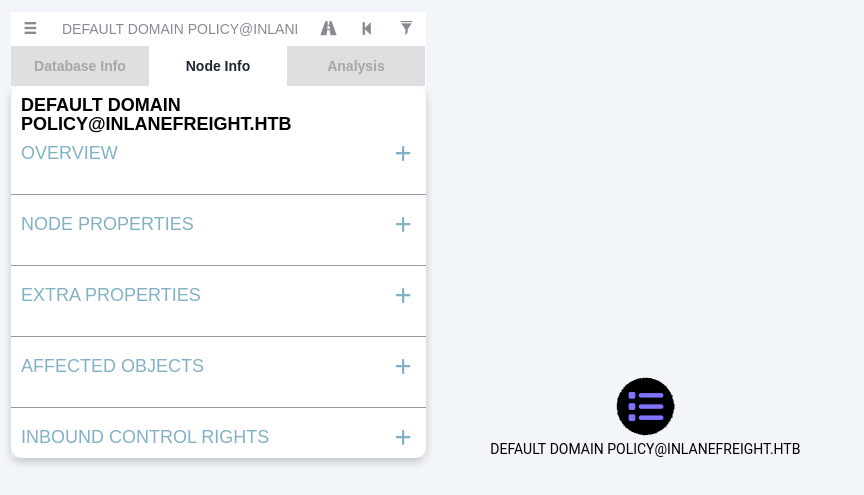 DEFAULT DOMAIN POLICY@INLANI
Database Info
Node Info
Analysis
DEFAULT DOMAIN
POLICY@INLANEFREIGHT.HTB
OVERVIEW
NODE PROPERTIES
EXTRA PROPERTIES
AFFECTED OBJECTS
INBOUND CONTROL RIGHTS
DEFAULT DOMAIN POLICY@INLANEFREIGHT.HTB